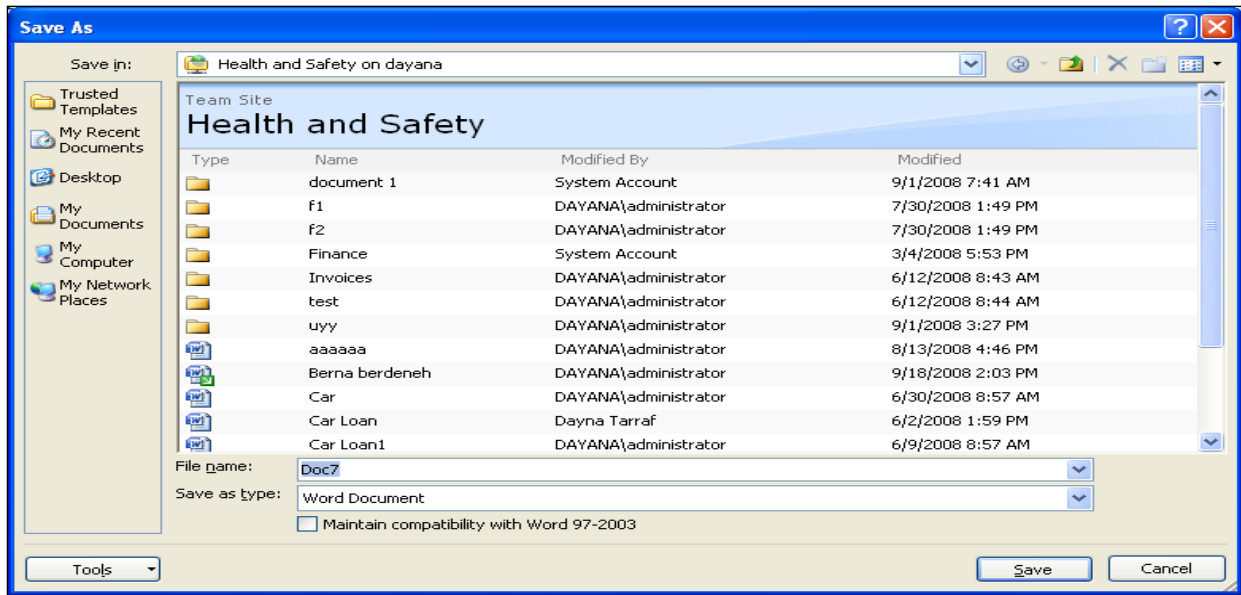 Save As
Save in:
Health and Safety on dayana
Trusted
Templates
My Recent
Documents
Desktop
My
Documents
My
Computer
My Network
Places
Team Site
Health and Safety
Type Name Modified By Modified
document 1 System Account 9/1/2008 7:41 AM
f1 DAYANA\administrator 7/30/2008 1:49 PM
f2 DAYANA\administrator 7/30/2008 1:49 PM
Finance System Account 3/4/2008 5:53 PM
Invoices DAYANA\administrator 6/12/2008 8:43 AM
test DAYANA\administrator 6/12/2008 8:44 AM
uyy DAYANA\administrator 9/1/2008 3:27 PM
aaaaaa DAYANA\administrator 8/13/2008 4:46 PM
Berna berdeneh DAYANA\administrator 9/18/2008 2:03 PM
Car DAYANA\administrator 6/30/2008 8:57 AM
Car Loan Dayna Tarraf 6/2/2008 1:59 PM
Car Loan1 DAYANA\administrator 6/9/2008 8:57 AM
File name: Doc7
Save as type: Word Document
Maintain compatibility with Word 97-2003
Tools
Save
Cancel